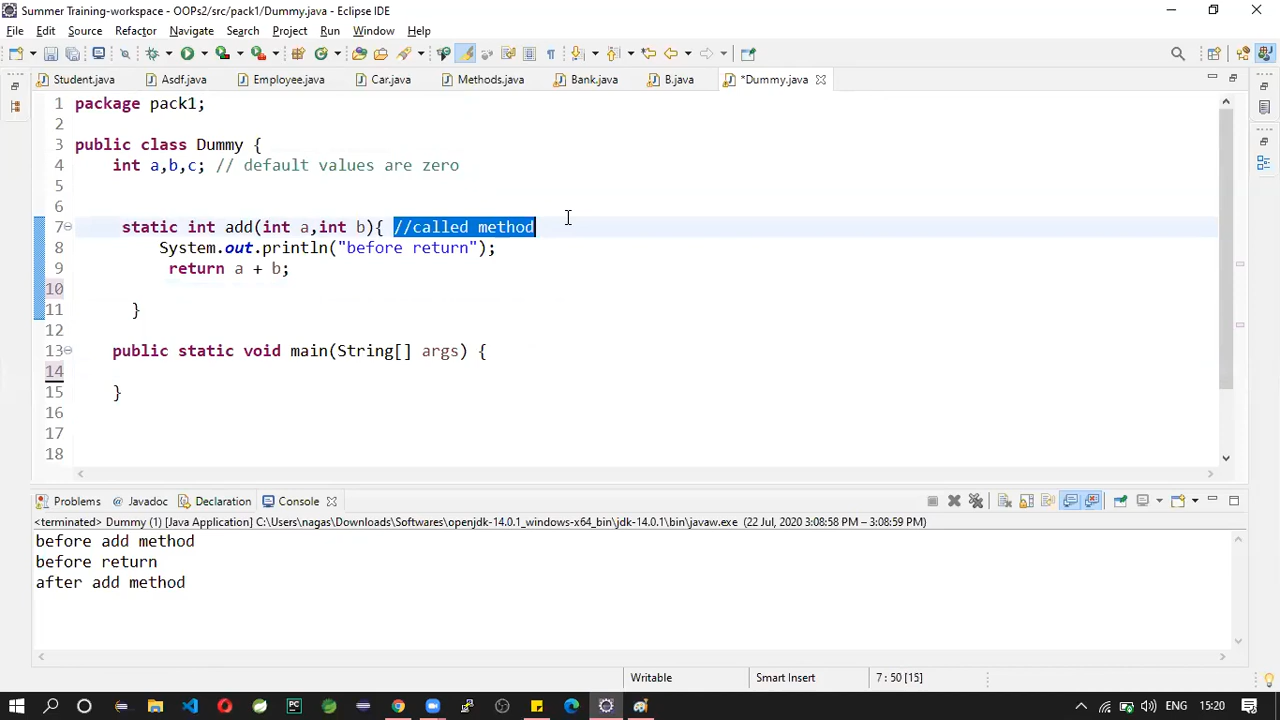 Summer Training-workspace - OOPs2/src/pack1/Dummy.java - Eclipse IDE
File Edit Source Refactor Navigate Search Project Run Window Help
Student.java Asdf.java Employee.java Car.java Methods.java Bank.java B.java *Dummy.java
1 package pack1;
2
3 public class Dummy {
4 int a,b,c; // default values are zero
5
6
7 static int add(int a,int b){ //called method
8 System.out.println("before return");
9 return a + b;
10
11 }
12
13 public static void main(String[] args) {
14
15 }
16
17
18
Problems @ Javadoc Declaration Console
<terminated> Dummy (1) [Java Application] C:\Users\nagas\Downloads\Softwares\openjdk-14.0.1_windows-x64_bin\jdk-14.0.1\bin\javaw.exe (22 Jul, 2020 3:08:58 PM – 3:08:59 PM)
before add method
before return
after add method
Writable Smart Insert 7 : 50 [15]
ENG 15:20